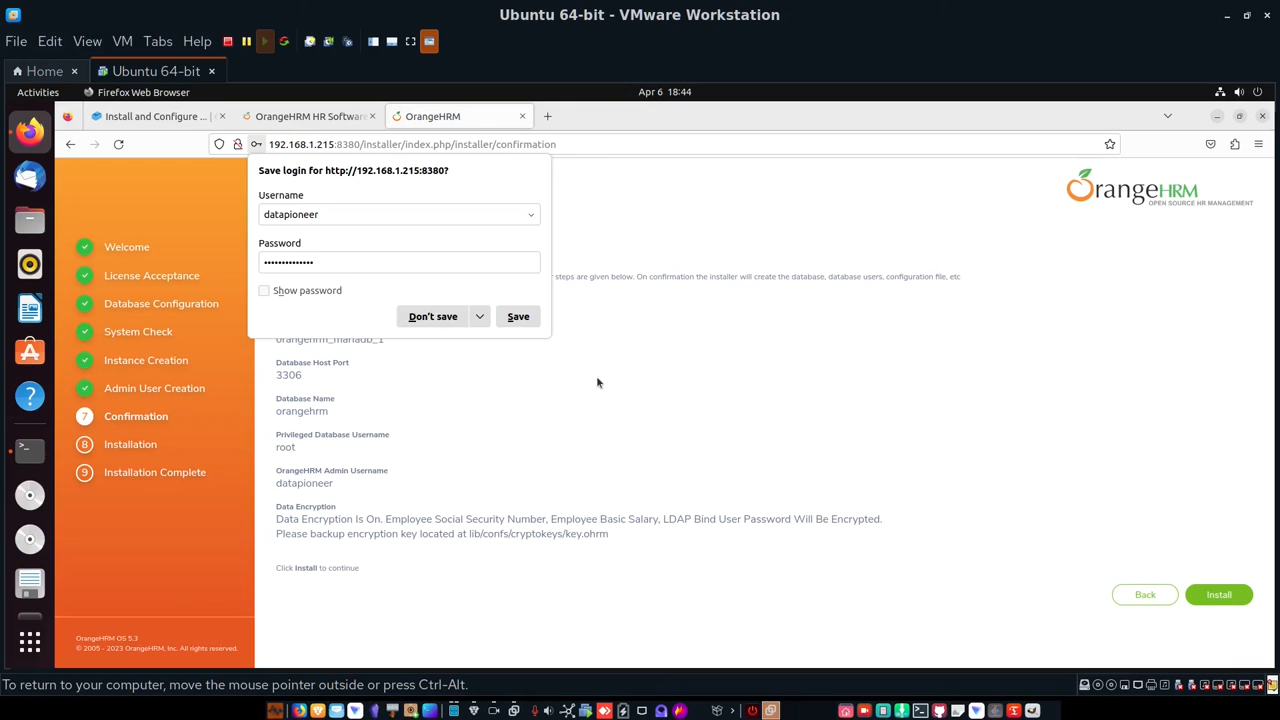 Ubuntu 64-bit - VMware Workstation
File Edit View VM Tabs Help
Home
Ubuntu 64-bit
Activities
Firefox Web Browser
Apr 6 18:44
Install and Configure ... |
OrangeHRM HR Software
OrangeHRM
192.168.1.215:8380/installer/index.php/installer/confirmation
Save login for http://192.168.1.215:8380?
Username
datapioneer
Password
••••••••••••••
Show password
Don't save
Save
OrangeHRM
OPEN SOURCE HR MANAGEMENT
Welcome
License Acceptance
Database Configuration
System Check
Instance Creation
Admin User Creation
7 Confirmation
8 Installation
9 Installation Complete
steps are given below. On confirmation the installer will create the database, database users, configuration file, etc
orangehrm_mariadb_1
Database Host Port
3306
Database Name
orangehrm
Privileged Database Username
root
OrangeHRM Admin Username
datapioneer
Data Encryption
Data Encryption Is On. Employee Social Security Number, Employee Basic Salary, LDAP Bind User Password Will Be Encrypted.
Please backup encryption key located at lib/confs/cryptokeys/key.ohrm
Click Install to continue
Back
Install
OrangeHRM OS 5.3
© 2005 - 2023 OrangeHRM, Inc. All rights reserved.
To return to your computer, move the mouse pointer outside or press Ctrl-Alt.